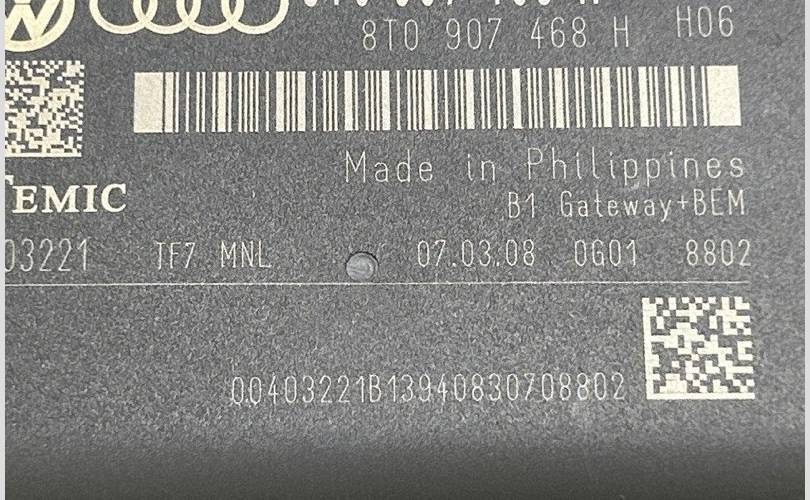 8T0 907 468 H H06
Made in Philippines
TEMIC
B1 Gateway+BEM
03221 TF7 MNL 07.03.08 0G01 8802
00403221B13940830708802